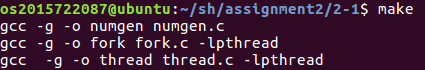 os2015722087@ubuntu:~/sh/assignment2/2-1$ make
gcc -g -o numgen numgen.c
gcc -g -o fork fork.c -lpthread
gcc  -g -o thread thread.c -lpthread